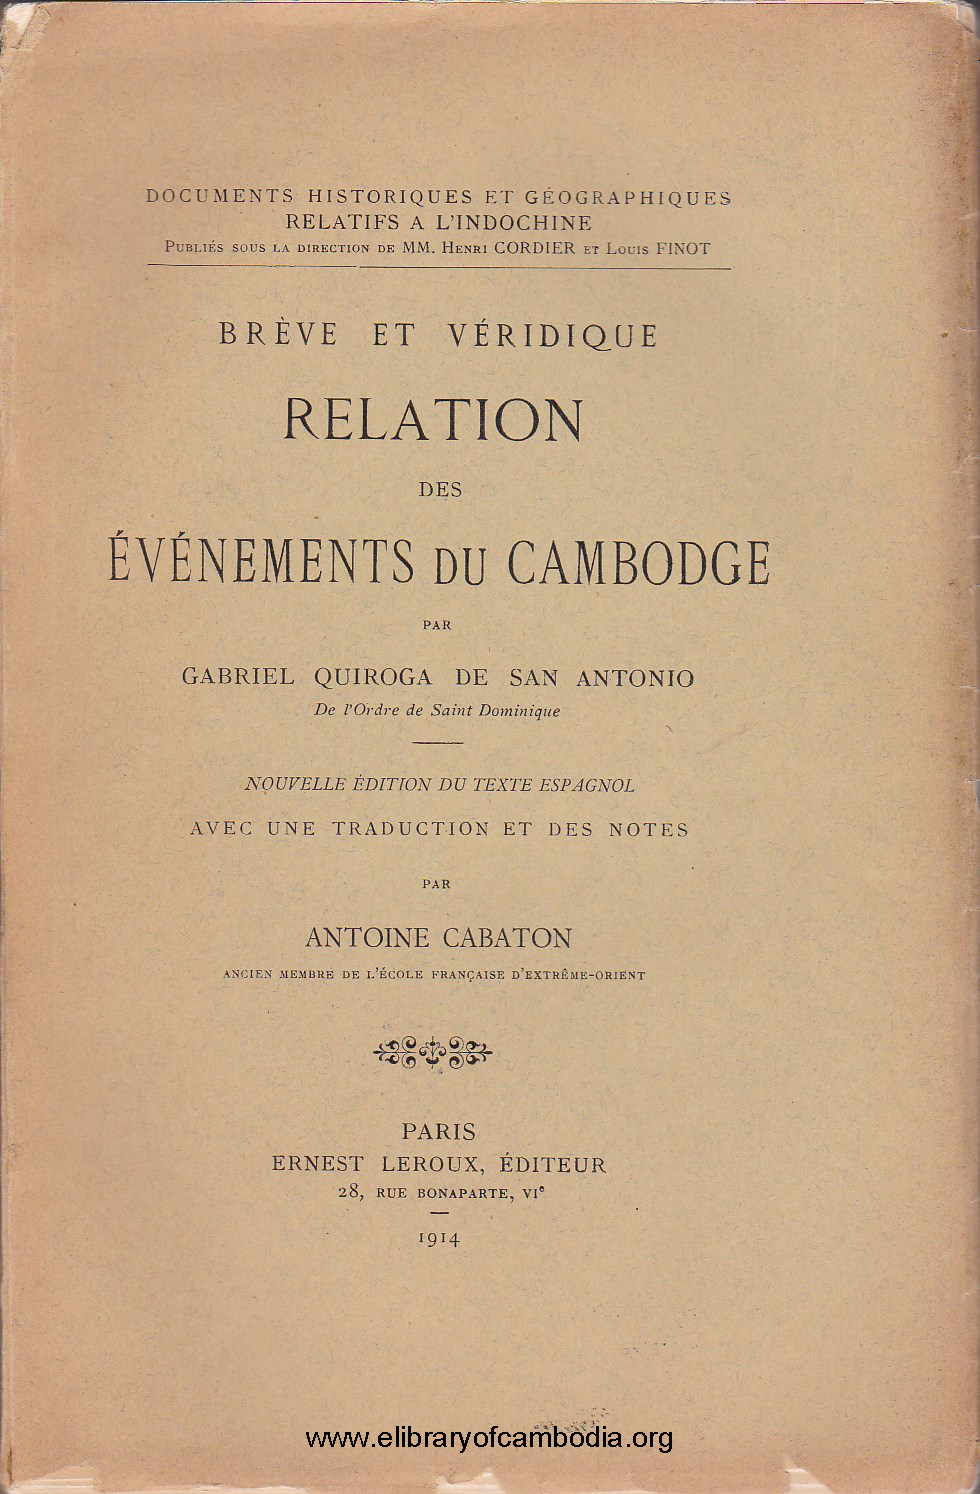 DOCUMENTS HISTORIQUES ET GÉOGRAPHIQUES
RELATIFS A L'INDOCHINE
PUBLIÉS SOUS LA DIRECTION DE MM. HENRI CORDIER ET LOUIS FINOT
BRÈVE ET VÉRIDIQUE
RELATION
DES
ÉVÉNEMENTS DU CAMBODGE
PAR
GABRIEL QUIROGA DE SAN ANTONIO
De l'Ordre de Saint Dominique
NOUVELLE ÉDITION DU TEXTE ESPAGNOL
AVEC UNE TRADUCTION ET DES NOTES
PAR
ANTOINE CABATON
ANCIEN MEMBRE DE L'ÉCOLE FRANÇAISE D'EXTRÊME-ORIENT
PARIS
ERNEST LEROUX, ÉDITEUR
28, RUE BONAPARTE, VIe
1914
www.elibraryofcambodia.org